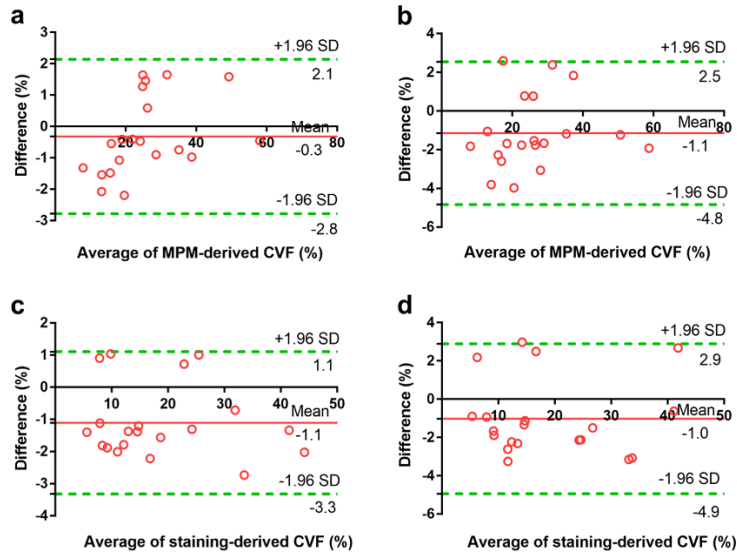 a
3
2
1
0
-1
-2
-3
20
40
60
80
+1.96 SD
2.1
Mean
-0.3
-1.96 SD
-2.8
Difference (%)
Average of MPM-derived CVF (%)
b
4
2
0
-2
-4
-6
20
40
60
80
+1.96 SD
2.5
Mean
-1.1
-1.96 SD
-4.8
Difference (%)
Average of MPM-derived CVF (%)
c
2
1
0
-1
-2
-3
-4
10
20
30
40
50
+1.96 SD
1.1
Mean
-1.1
-1.96 SD
-3.3
Difference (%)
Average of staining-derived CVF (%)
d
4
2
0
-2
-4
-6
10
20
30
40
50
+1.96 SD
2.9
Mean
-1.0
-1.96 SD
-4.9
Difference (%)
Average of staining-derived CVF (%)